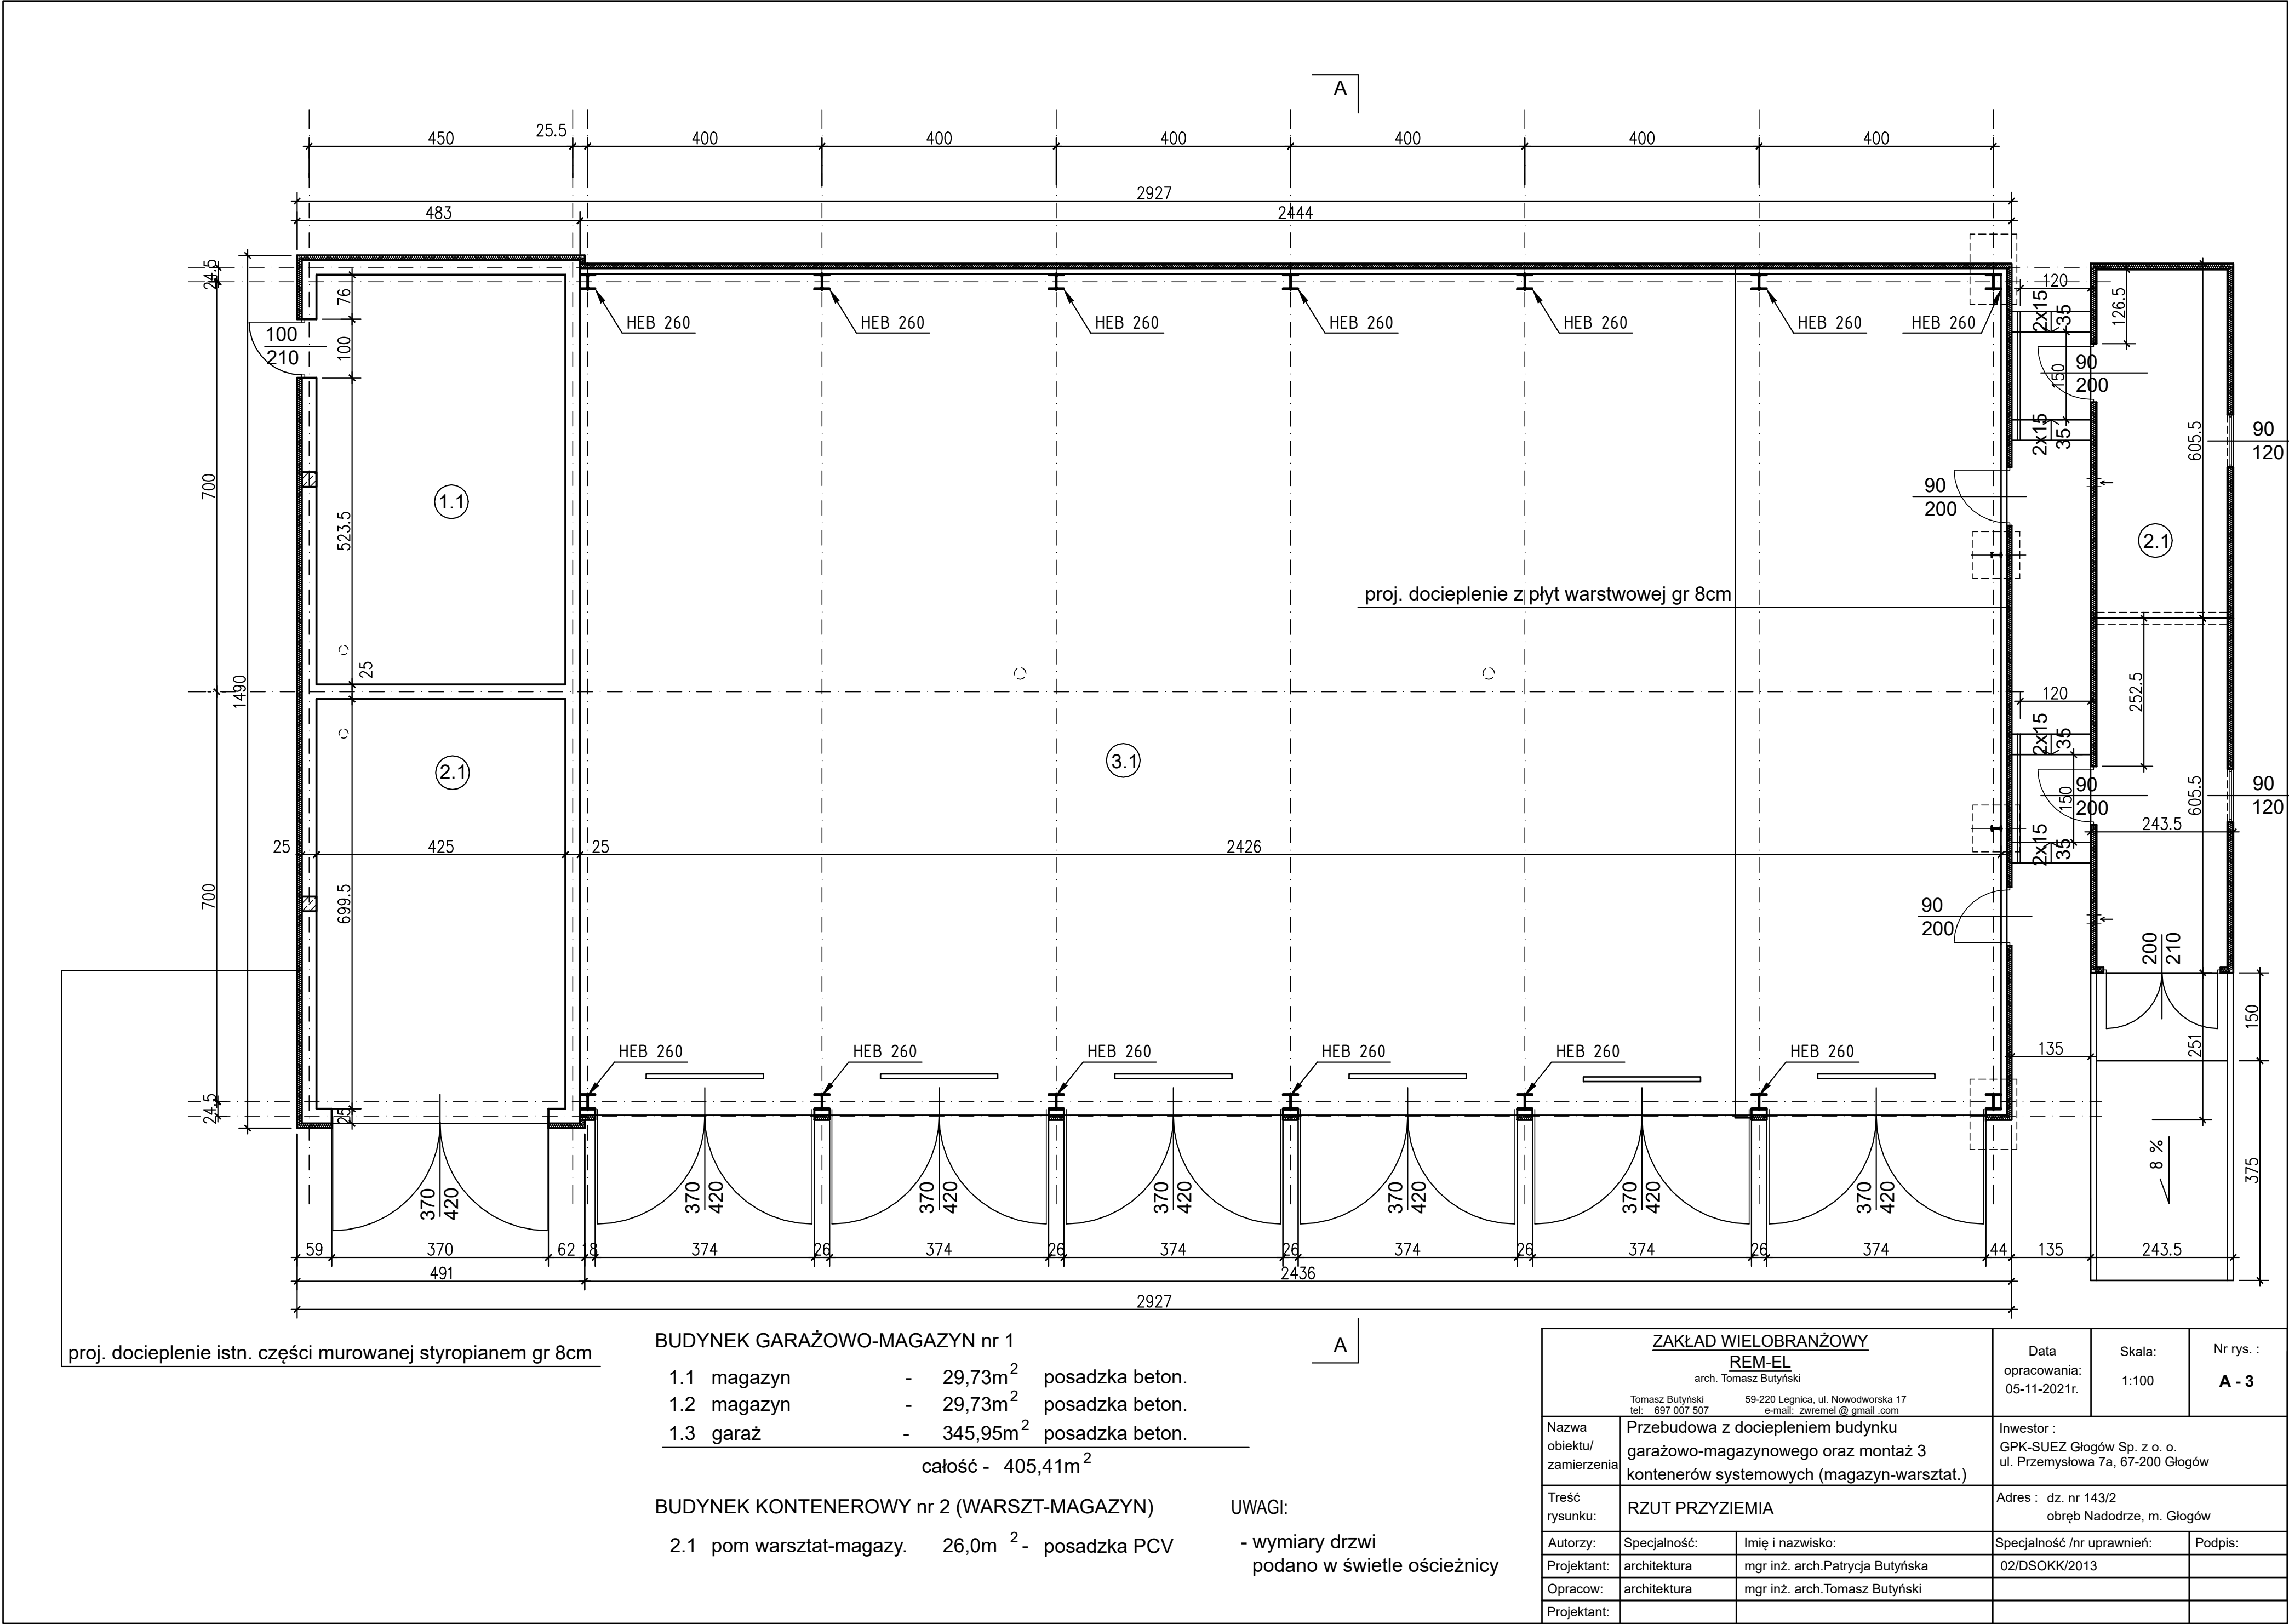 A
450
25.5
400
400
400
400
400
400
2927
483
2444
24.5
76
100
210
100
HEB 260
HEB 260
HEB 260
HEB 260
HEB 260
HEB 260
HEB 260
120
2x15
35
126.5
90
200
150
2x15
35
605.5
90
120
700
1.1
523.5
90
200
2.1
proj. docieplenie z płyt warstwowej gr 8cm
25
1490
252.5
120
2x15
35
2.1
3.1
90
200
150
605.5
90
120
243.5
2x15
35
25
425
25
2426
700
699.5
90
200
200
210
150
251
135
HEB 260
HEB 260
HEB 260
HEB 260
HEB 260
HEB 260
24.5
25
8 %
375
370
420
370
420
370
420
370
420
370
420
370
420
370
420
59
370
62
18
374
26
374
26
374
26
374
26
374
26
374
44
135
243.5
491
2436
2927
proj. docieplenie istn. części murowanej styropianem gr 8cm
A
BUDYNEK GARAŻOWO-MAGAZYN nr 1
1.1 magazyn - 29,73m2 posadzka beton.
1.2 magazyn - 29,73m2 posadzka beton.
1.3 garaż - 345,95m2 posadzka beton.
całość - 405,41m2
BUDYNEK KONTENEROWY nr 2 (WARSZT-MAGAZYN)
2.1 pom warsztat-magazy. 26,0m 2 - posadzka PCV
UWAGI:
- wymiary drzwi
podano w świetle ościeżnicy
ZAKŁAD WIELOBRANŻOWY
REM-EL
arch. Tomasz Butyński
Tomasz Butyński 59-220 Legnica, ul. Nowodworska 17
tel: 697 007 507 e-mail: zwremel @ gmail .com
Data
opracowania:
05-11-2021r.
Skala:
1:100
Nr rys. :
A - 3
Nazwa
obiektu/
zamierzenia
Przebudowa z dociepleniem budynku
garażowo-magazynowego oraz montaż 3
kontenerów systemowych (magazyn-warsztat.)
Inwestor :
GPK-SUEZ Głogów Sp. z o. o.
ul. Przemysłowa 7a, 67-200 Głogów
Treść
rysunku:
RZUT PRZYZIEMIA
Adres : dz. nr 143/2
obręb Nadodrze, m. Głogów
Autorzy: Specjalność: Imię i nazwisko: Specjalność /nr uprawnień: Podpis:
Projektant: architektura mgr inż. arch.Patrycja Butyńska 02/DSOKK/2013
Opracow: architektura mgr inż. arch.Tomasz Butyński
Projektant: